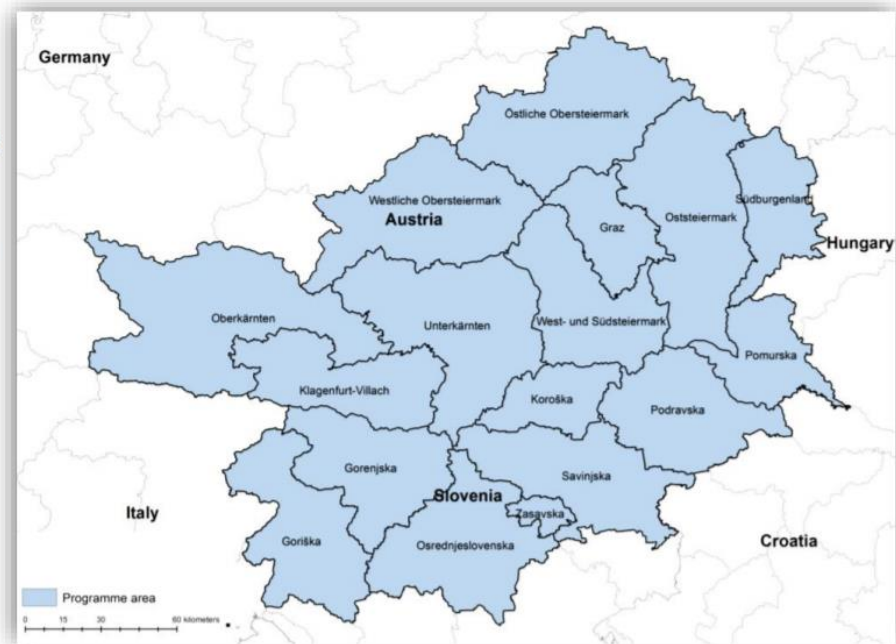 Germany
Östliche Obersteiermark
Westliche Obersteiermark
Austria
Südburgenland
Oststeiermark
Graz
Hungary
Oberkärnten
Unterkärnten
West- und Südsteiermark
Pomurska
Klagenfurt-Villach
Koroška
Podravska
Gorenjska
Savinjska
Slovenia
Italy
Zasavska
Goriška
Osrednjeslovenska
Croatia
Programme area
0 15 30 60 kilometers